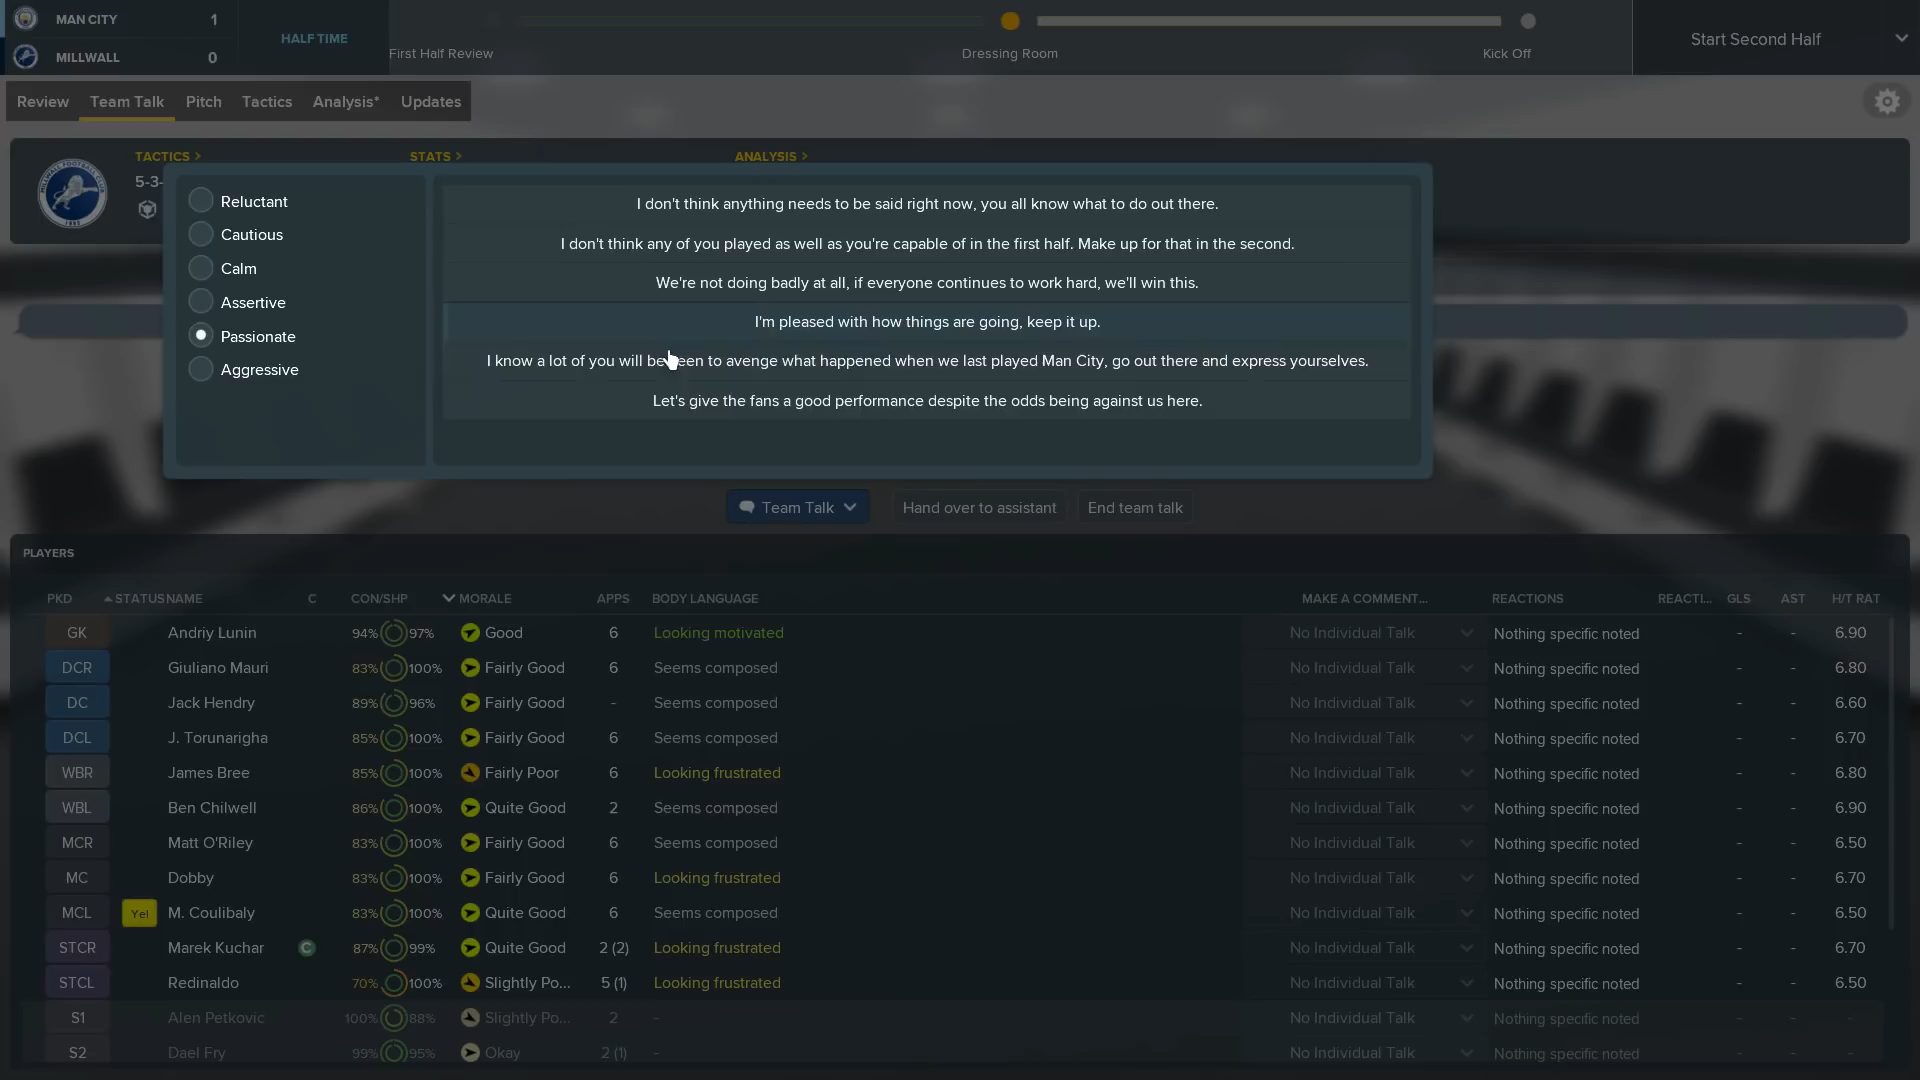 MAN CITY 1
MILLWALL 0
HALF TIME
First Half Review
Dressing Room
Kick Off
Start Second Half
Review Team Talk Pitch Tactics Analysis* Updates
TACTICS > STATS > ANALYSIS >
5-3-
Reluctant
Cautious
Calm
Assertive
Passionate
Aggressive
I don't think anything needs to be said right now, you all know what to do out there.
I don't think any of you played as well as you're capable of in the first half. Make up for that in the second.
We're not doing badly at all, if everyone continues to work hard, we'll win this.
I'm pleased with how things are going, keep it up.
I know a lot of you will be keen to avenge what happened when we last played Man City, go out there and express yourselves.
Let's give the fans a good performance despite the odds being against us here.
Team Talk Hand over to assistant End team talk
PLAYERS
PKD STATUS NAME C CON/SHP MORALE APPS BODY LANGUAGE MAKE A COMMENT... REACTIONS REACTI... GLS AST H/T RAT
GK Andriy Lunin 94% 97% Good 6 Looking motivated No Individual Talk Nothing specific noted - - 6.90
DCR Giuliano Mauri 83% 100% Fairly Good 6 Seems composed No Individual Talk Nothing specific noted - - 6.80
DC Jack Hendry 89% 96% Fairly Good - Seems composed No Individual Talk Nothing specific noted - - 6.60
DCL J. Torunarigha 85% 100% Fairly Good 6 Seems composed No Individual Talk Nothing specific noted - - 6.70
WBR James Bree 85% 100% Fairly Poor 6 Looking frustrated No Individual Talk Nothing specific noted - - 6.80
WBL Ben Chilwell 86% 100% Quite Good 2 Seems composed No Individual Talk Nothing specific noted - - 6.90
MCR Matt O'Riley 83% 100% Fairly Good 6 Seems composed No Individual Talk Nothing specific noted - - 6.50
MC Dobby 83% 100% Fairly Good 6 Looking frustrated No Individual Talk Nothing specific noted - - 6.70
MCL Yel M. Coulibaly 83% 100% Quite Good 6 Seems composed No Individual Talk Nothing specific noted - - 6.50
STCR Marek Kuchar C 87% 99% Quite Good 2 (2) Looking frustrated No Individual Talk Nothing specific noted - - 6.70
STCL Redinaldo 70% 100% Slightly Po... 5 (1) Looking frustrated No Individual Talk Nothing specific noted - - 6.50
S1 Alen Petkovic 100% 88% Slightly Po... 2 - No Individual Talk Nothing specific noted - - -
S2 Dael Fry 99% 95% Okay 2 (1) - No Individual Talk Nothing specific noted - - -